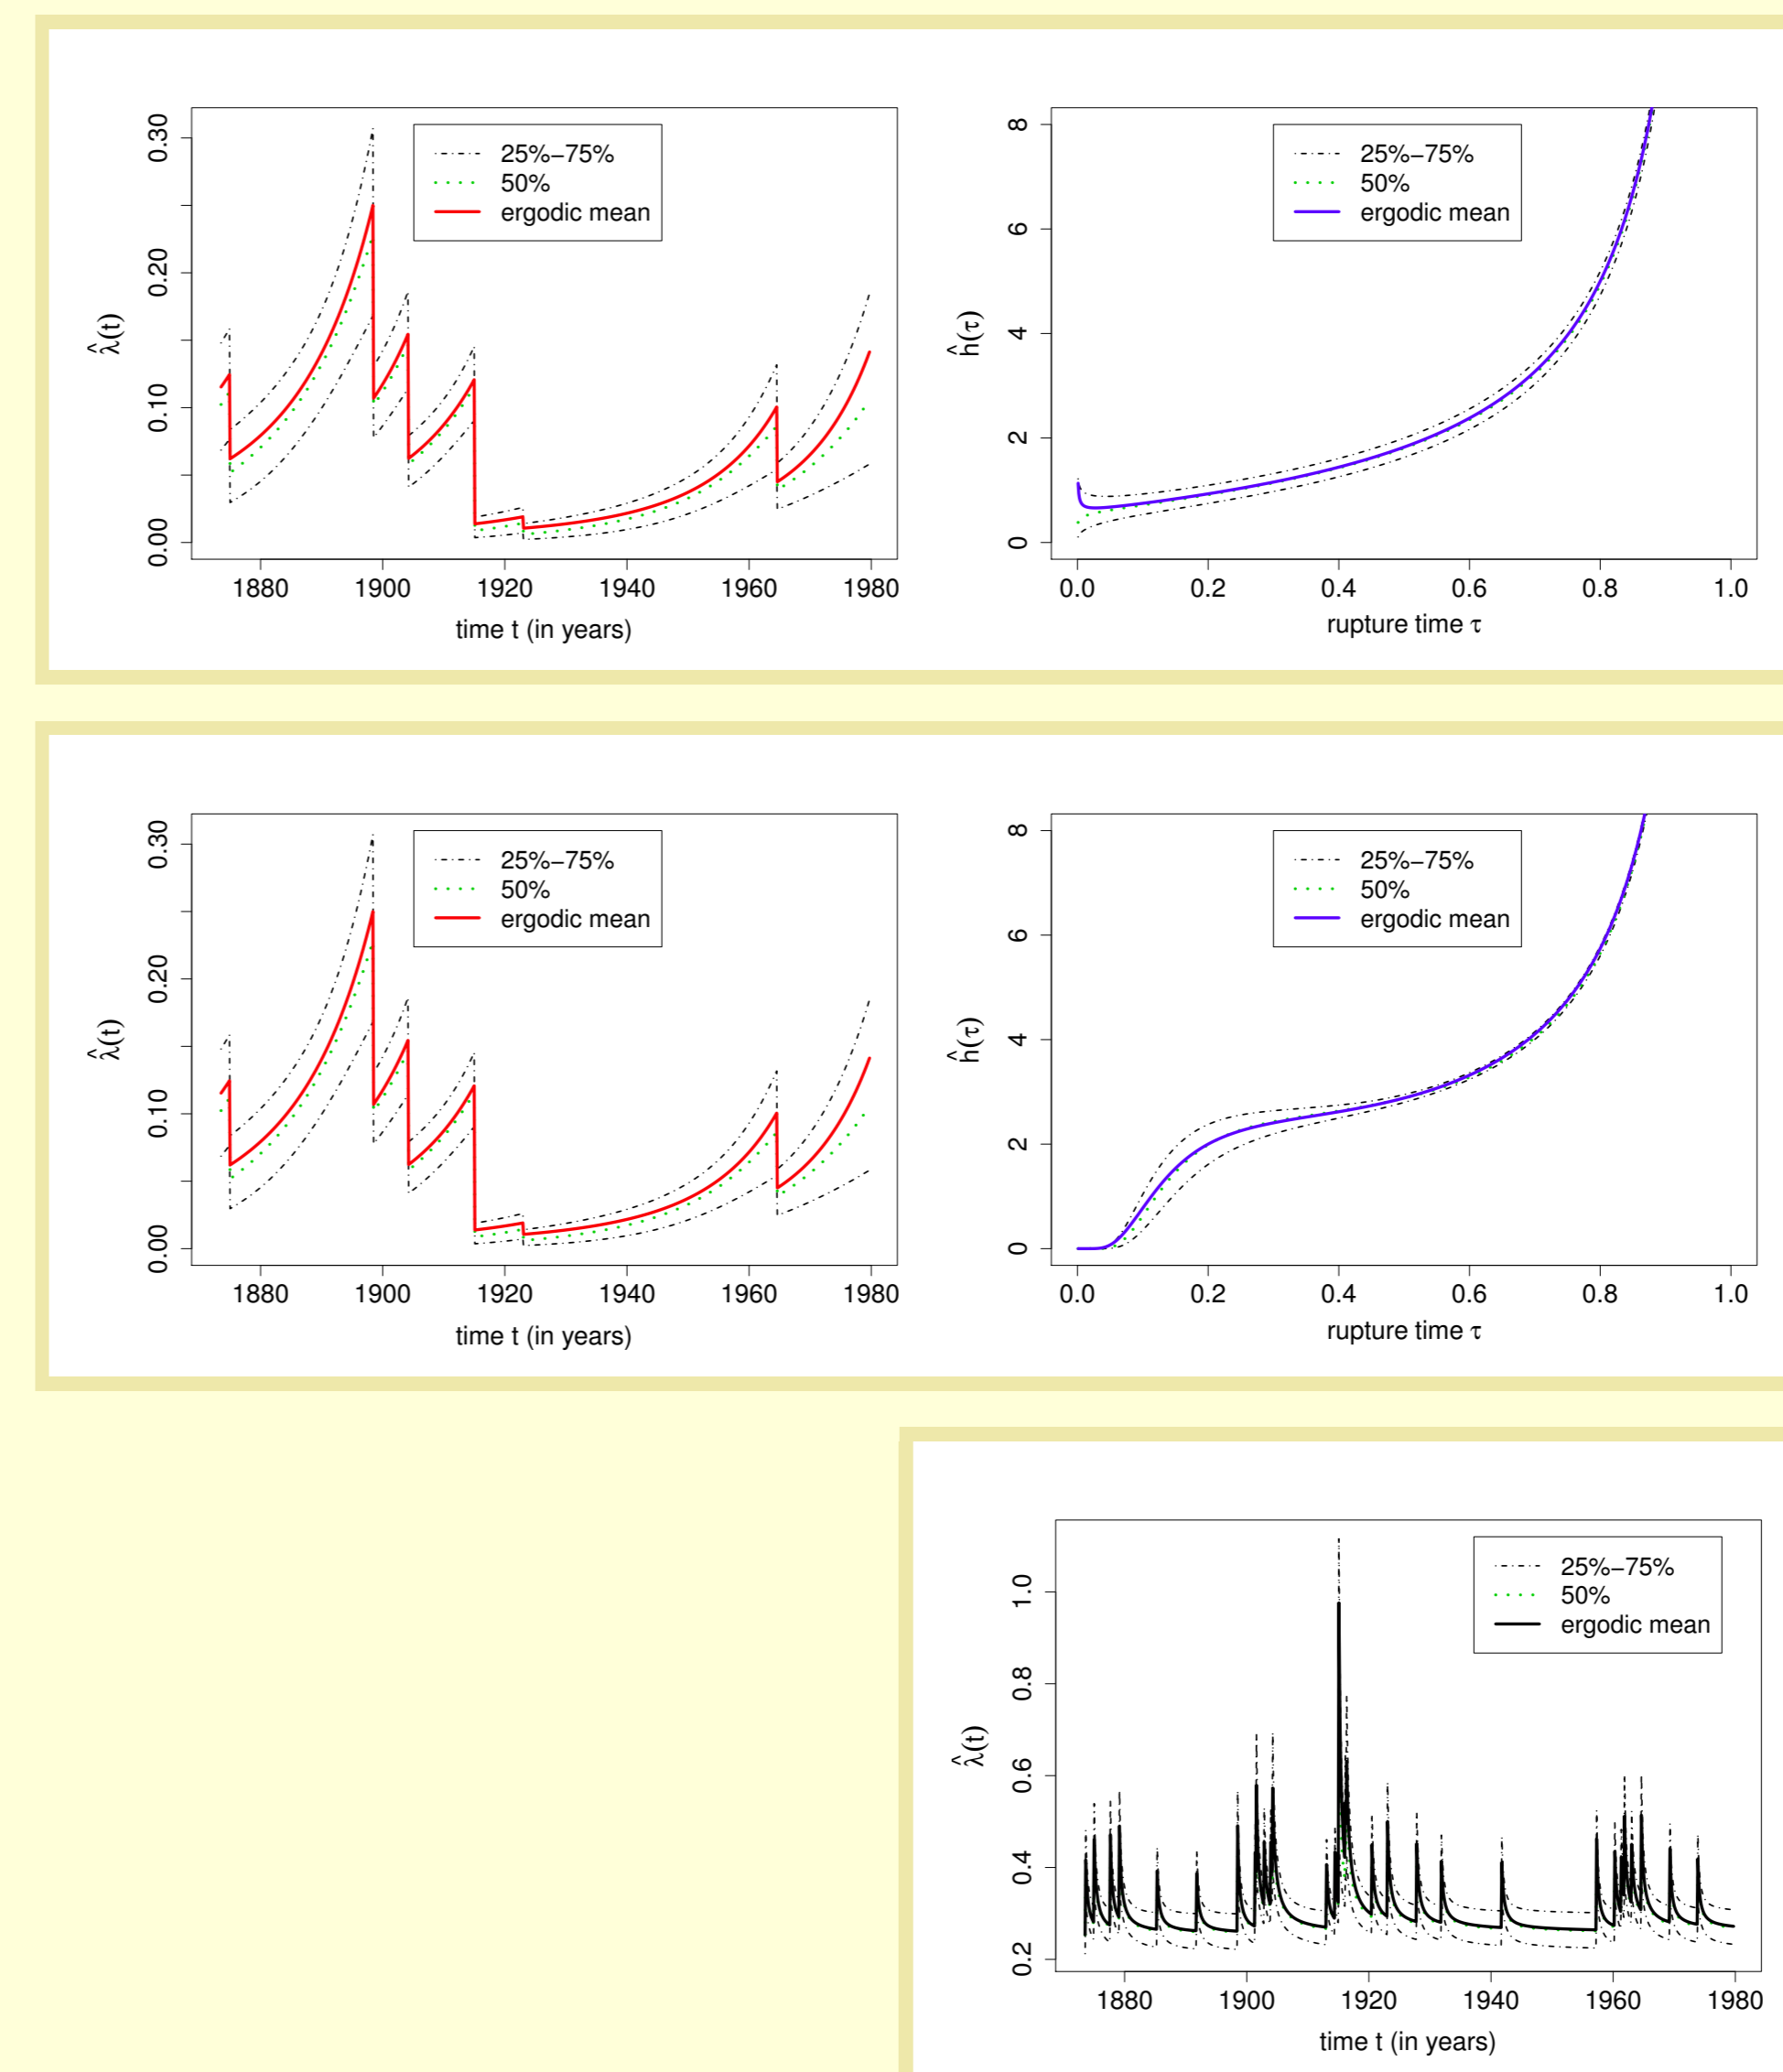 25%−75%
50%
ergodic mean
0.00 0.10 0.20 0.30
λ̂(t)
1880 1900 1920 1940 1960 1980
time t (in years)
25%−75%
50%
ergodic mean
0 2 4 6 8
ĥ(τ)
0.0 0.2 0.4 0.6 0.8 1.0
rupture time τ
25%−75%
50%
ergodic mean
0.00 0.10 0.20 0.30
λ̂(t)
1880 1900 1920 1940 1960 1980
time t (in years)
25%−75%
50%
ergodic mean
0 2 4 6 8
ĥ(τ)
0.0 0.2 0.4 0.6 0.8 1.0
rupture time τ
25%−75%
50%
ergodic mean
0.2 0.4 0.6 0.8 1.0
λ̂(t)
1880 1900 1920 1940 1960 1980
time t (in years)